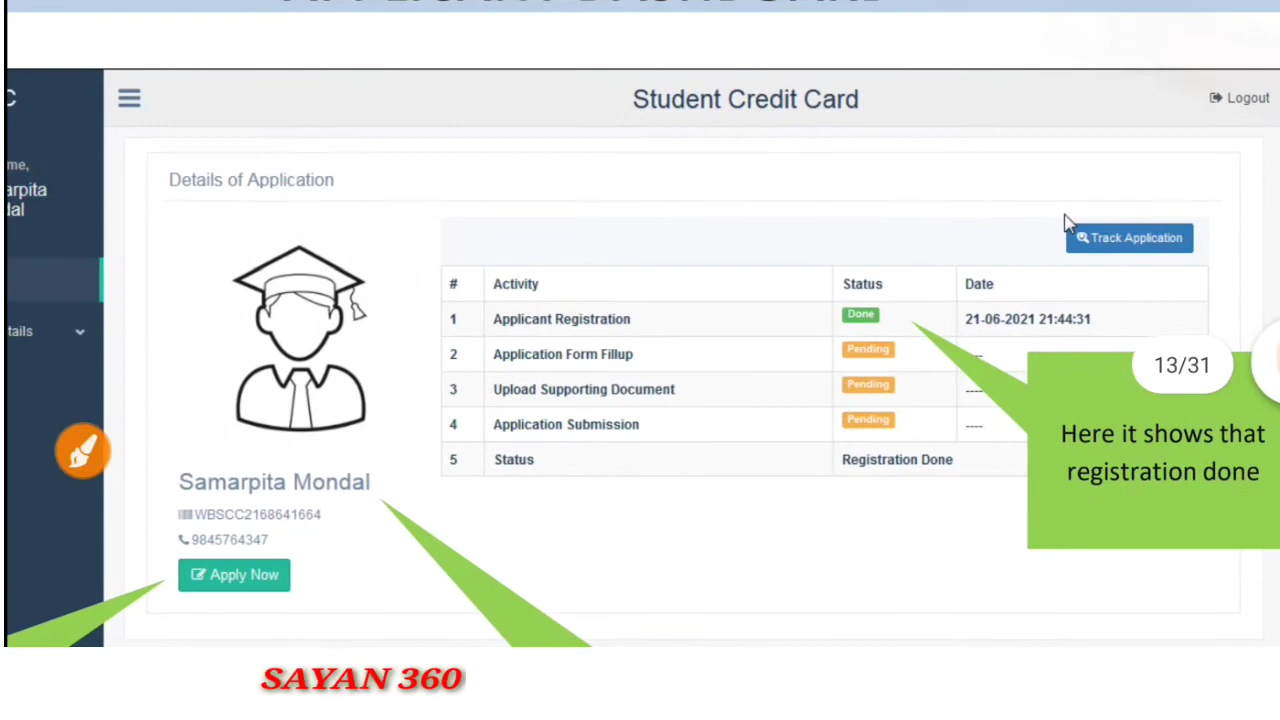 Student Credit Card
Logout
me,
arpita
dal
tails
Details of Application
Track Application
# Activity Status Date
1 Applicant Registration Done 21-06-2021 21:44:31
2 Application Form Fillup Pending ----
3 Upload Supporting Document Pending ----
4 Application Submission Pending ----
5 Status Registration Done
13/31
Here it shows that
registration done
Samarpita Mondal
WBSCC2168641664
9845764347
Apply Now
SAYAN 360